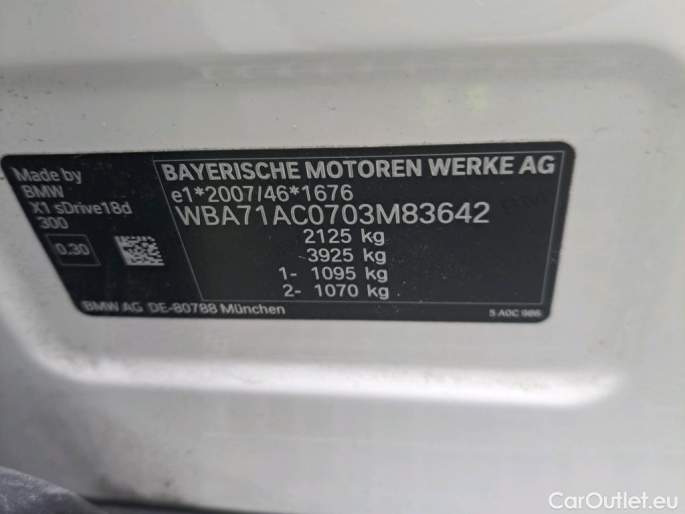 Made by
BMW
X1 sDrive18d
300
0.30
BAYERISCHE MOTOREN WERKE AG
e1*2007/46*1676
WBA71AC0703M83642
2125 kg
3925 kg
1- 1095 kg
2- 1070 kg
BMW AG DE-80788 München
5 A0C 986
CarOutlet.eu